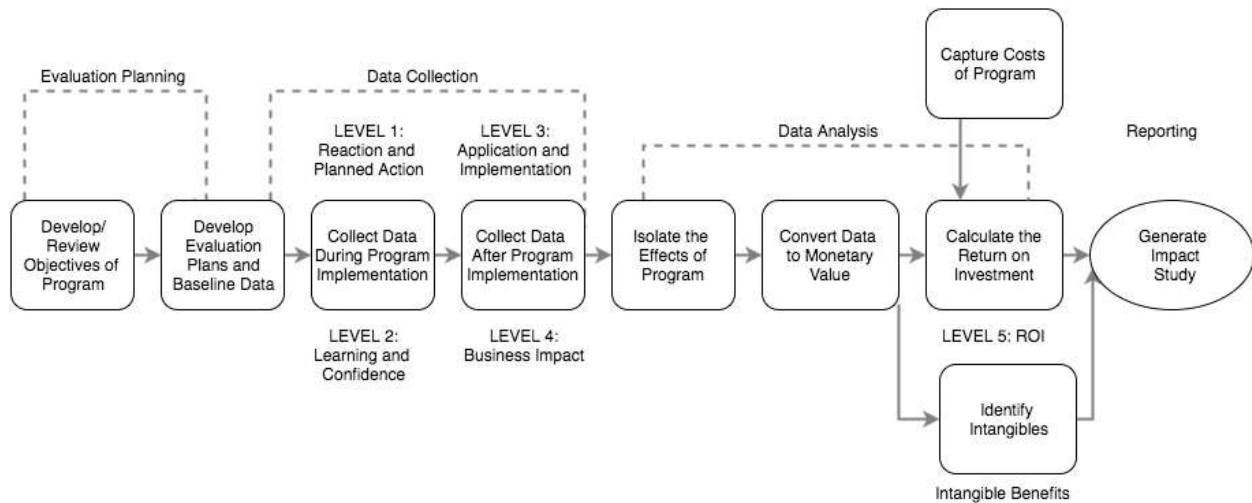 Capture Costs
of Program
Evaluation Planning
Data Collection
Data Analysis
Reporting
LEVEL 1:
Reaction and
Planned Action
LEVEL 3:
Application and
Implementation
Develop/
Review
Objectives of
Program
Develop
Evaluation
Plans and
Baseline Data
Collect Data
During Program
Implementation
Collect Data
After Program
Implementation
Isolate the
Effects of
Program
Convert Data
to Monetary
Value
Calculate the
Return on
Investment
Generate
Impact
Study
LEVEL 2:
Learning and
Confidence
LEVEL 4:
Business Impact
LEVEL 5: ROI
Identify
Intangibles
Intangible Benefits